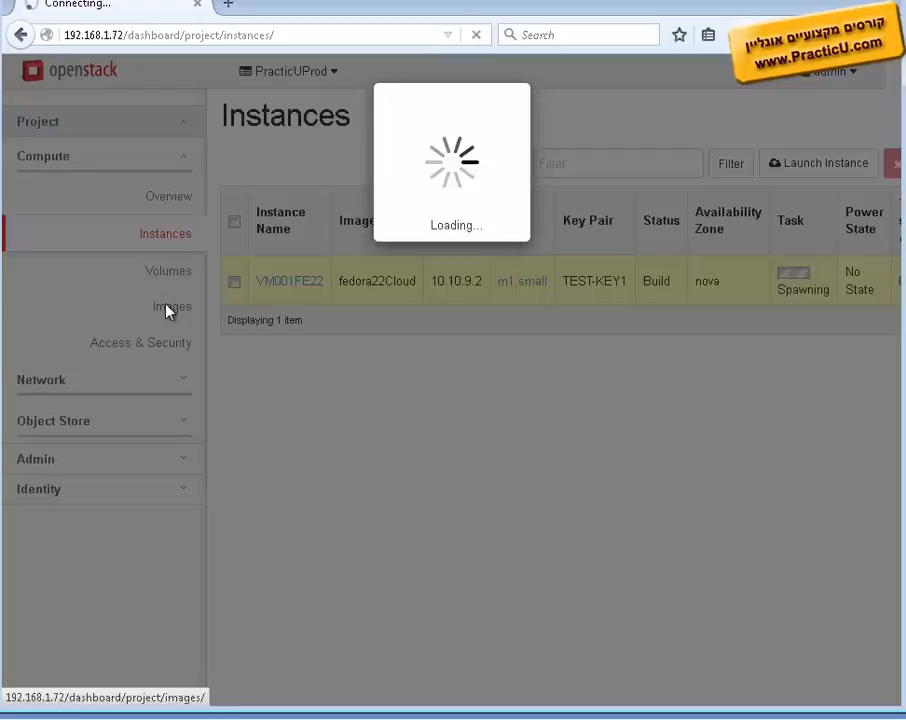 Connecting...
192.168.1.72/dashboard/project/instances/
Search
קורסים מקצועיים אונליין
www.PracticU.com
openstack
PracticUProd
admin
Project
Compute
Overview
Instances
Volumes
Images
Access & Security
Network
Object Store
Admin
Identity
Instances
Loading...
Filter
Filter
Launch Instance
Instance Name
Key Pair
Status
Availability Zone
Task
Power State
VM001FE22
fedora22Cloud
10.10.9.2
m1.small
TEST-KEY1
Build
nova
Spawning
No State
Displaying 1 item
192.168.1.72/dashboard/project/images/